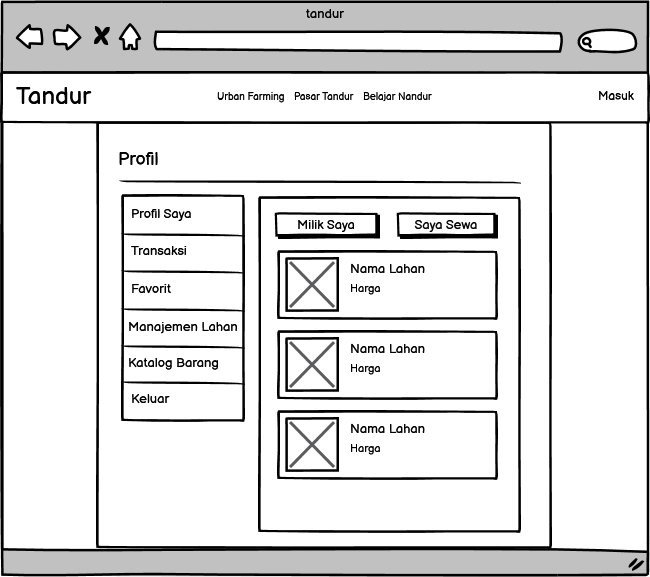 tandur
Tandur
Urban Farming Pasar Tandur Belajar Nandur
Masuk
Profil
Profil Saya
Transaksi
Favorit
Manajemen Lahan
Katalog Barang
Keluar
Milik Saya
Saya Sewa
Nama Lahan
Harga
Nama Lahan
Harga
Nama Lahan
Harga